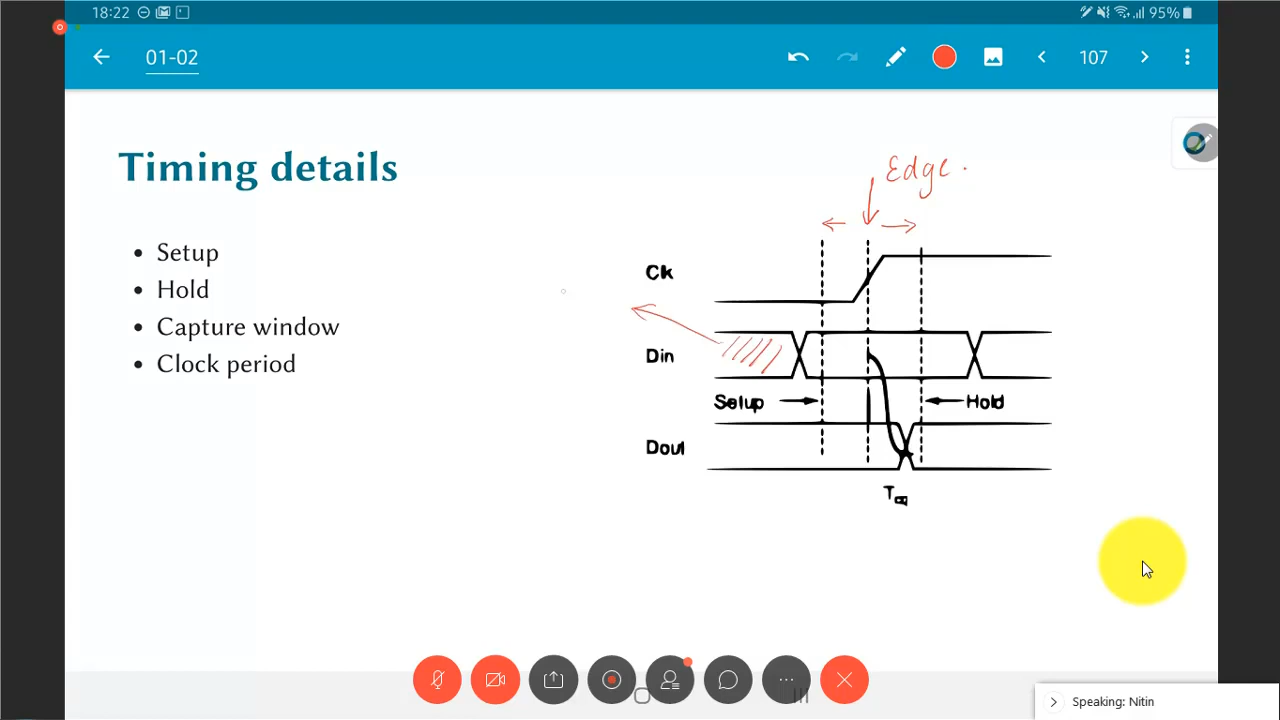 18:22
95%
01-02
107
Timing details
Edge.
• Setup
• Hold
• Capture window
• Clock period
Clk
Din
Setup
Hold
Dout
Speaking: Nitin